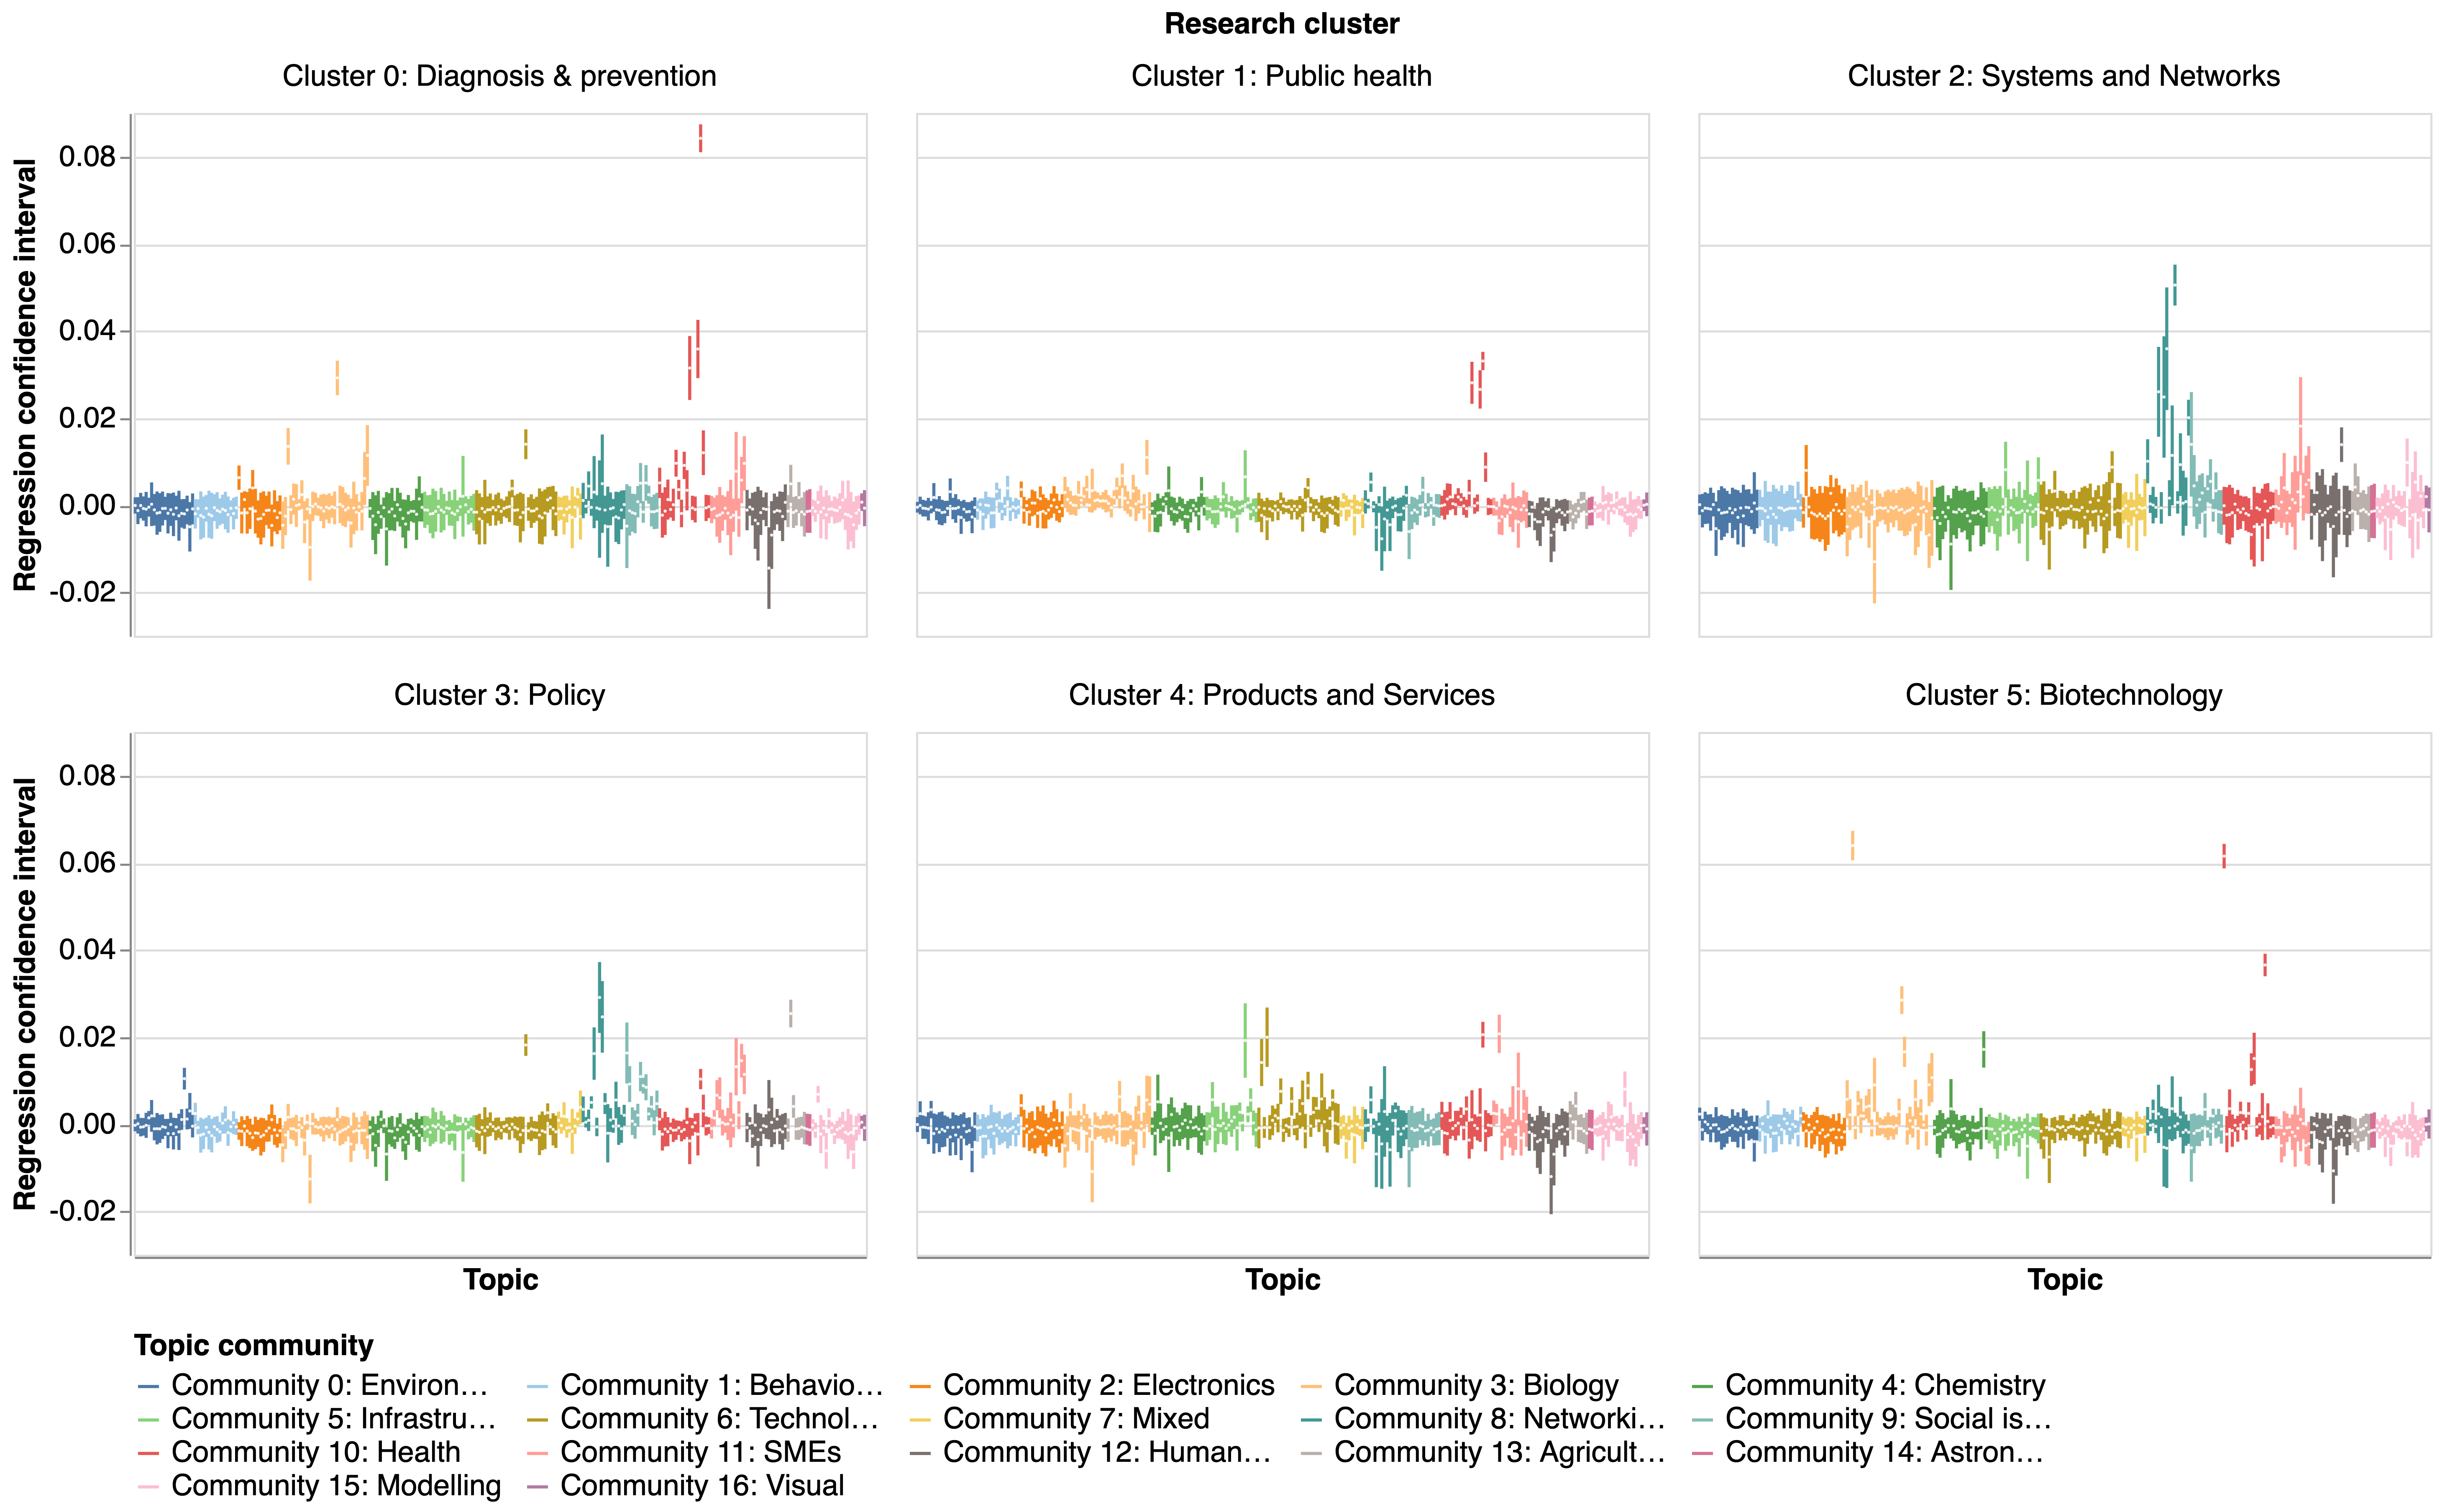 Research cluster
Cluster 0: Diagnosis & prevention
Cluster 1: Public health
Cluster 2: Systems and Networks
Regression confidence interval
0.08
0.06
0.04
0.02
0.00
-0.02
Cluster 3: Policy
Cluster 4: Products and Services
Cluster 5: Biotechnology
Regression confidence interval
0.08
0.06
0.04
0.02
0.00
-0.02
Topic
Topic
Topic
Topic community
Community 0: Environ…
Community 1: Behavio…
Community 2: Electronics
Community 3: Biology
Community 4: Chemistry
Community 5: Infrastru…
Community 6: Technol…
Community 7: Mixed
Community 8: Networki…
Community 9: Social is…
Community 10: Health
Community 11: SMEs
Community 12: Human…
Community 13: Agricult…
Community 14: Astron…
Community 15: Modelling
Community 16: Visual